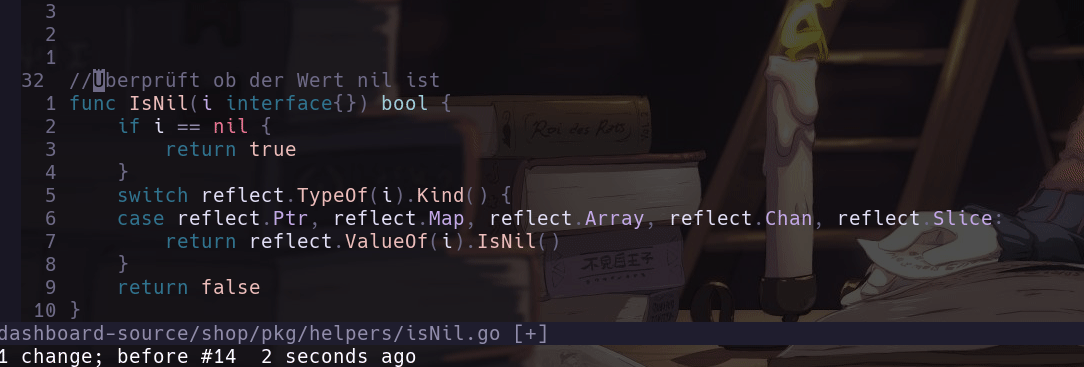 3
2
1
32 //Überprüft ob der Wert nil ist
1 func IsNil(i interface{}) bool {
2 if i == nil {
3 return true
4 }
5 switch reflect.TypeOf(i).Kind() {
6 case reflect.Ptr, reflect.Map, reflect.Array, reflect.Chan, reflect.Slice:
7 return reflect.ValueOf(i).IsNil()
8 }
9 return false
10 }
dashboard-source/shop/pkg/helpers/isNil.go [+]
1 change; before #14 2 seconds ago
Roi des Rats